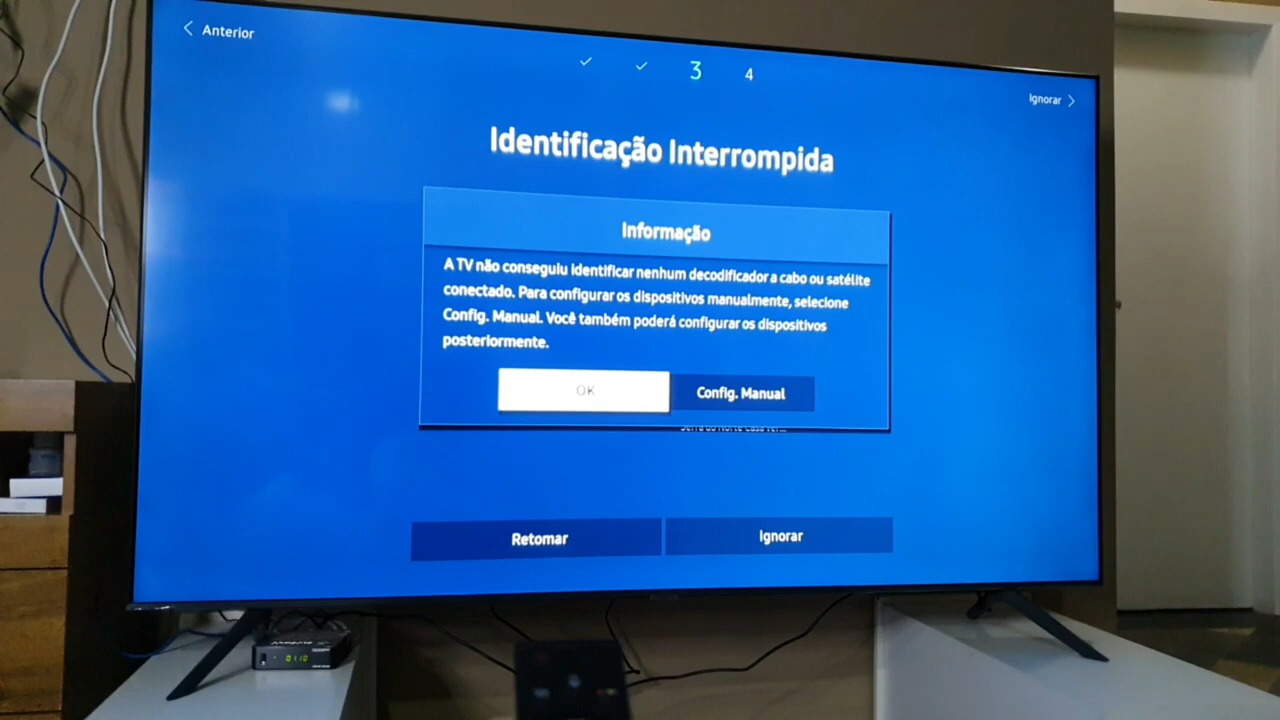 Anterior
3
4
Ignorar
Identificação Interrompida
Informação
A TV não conseguiu identificar nenhum decodificador a cabo ou satélite
conectado. Para configurar os dispositivos manualmente, selecione
Config. Manual. Você também poderá configurar os dispositivos
posteriormente.
OK
Config. Manual
Retomar
Ignorar
0110